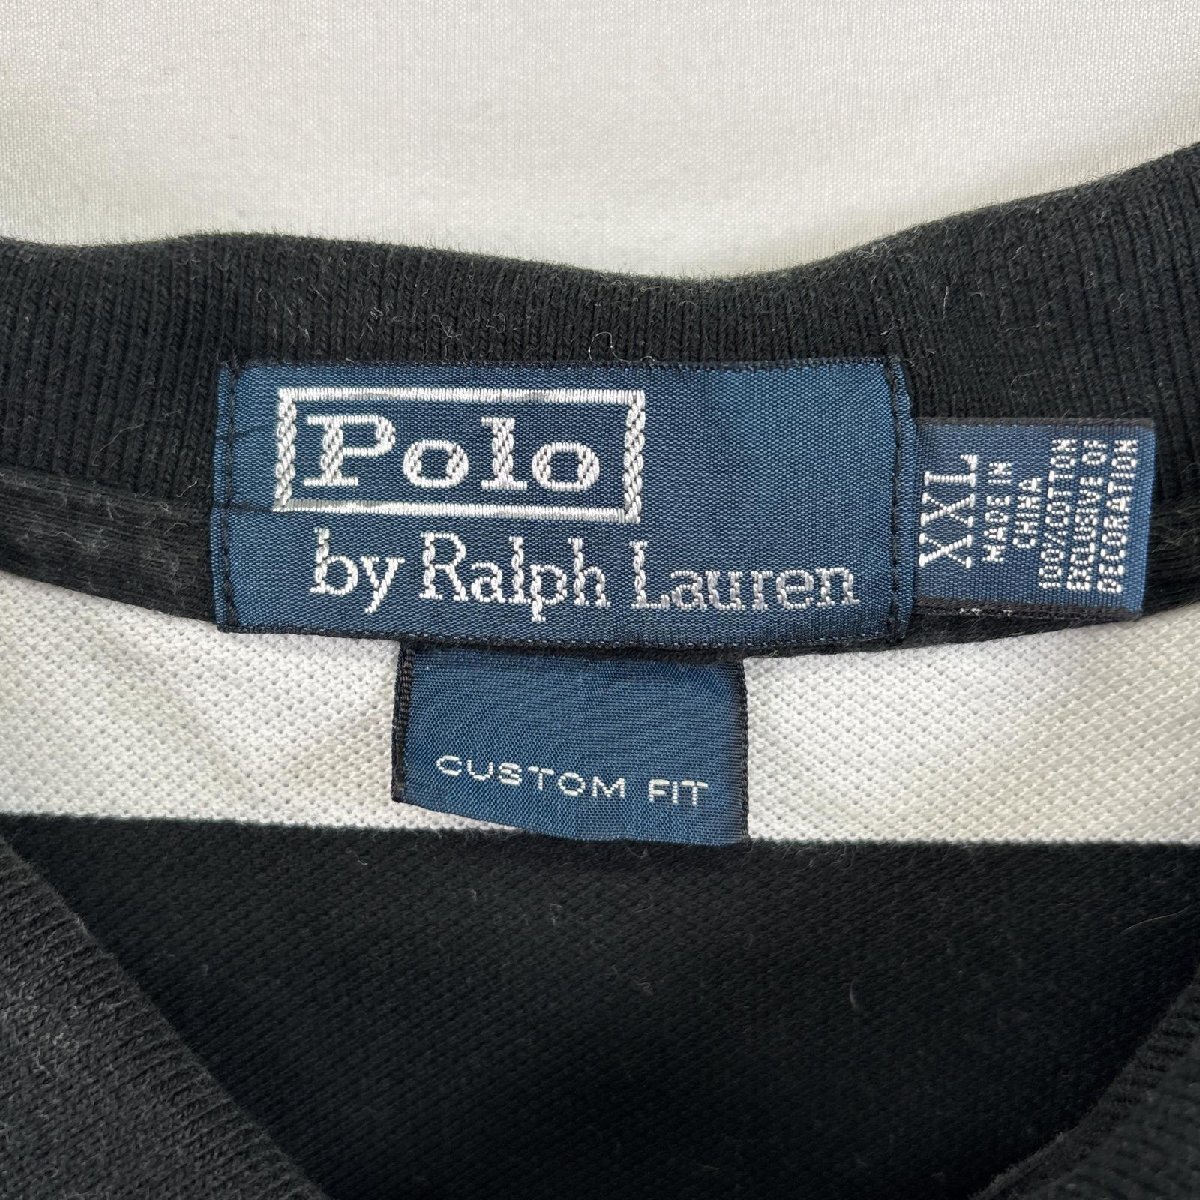 Polo
by Ralph Lauren
XXL
MADE IN
CHINA
100% COTTON
EXCLUSIVE OF
DECORATION
CUSTOM FIT